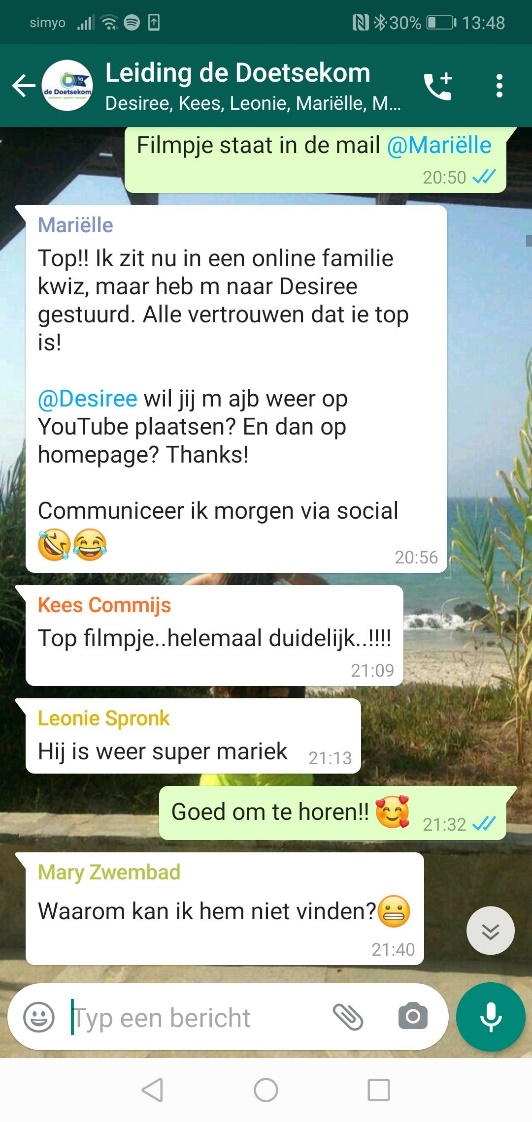 simyo 30% 13:48
Leiding de Doetsekom
de Doetsekom
Desiree, Kees, Leonie, Mariëlle, M...
Filmpje staat in de mail @Mariëlle
20:50
Mariëlle
Top!! Ik zit nu in een online familie
kwiz, maar heb m naar Desiree
gestuurd. Alle vertrouwen dat ie top
is!
@Desiree wil jij m ajb weer op
YouTube plaatsen? En dan op
homepage? Thanks!
Communiceer ik morgen via social
🤣😂
20:56
Kees Commijs
Top filmpje..helemaal duidelijk..!!!!
21:09
Leonie Spronk
Hij is weer super mariek 21:13
Goed om te horen!! 🥰 21:32
Mary Zwembad
Waarom kan ik hem niet vinden?😬
21:40
Typ een bericht